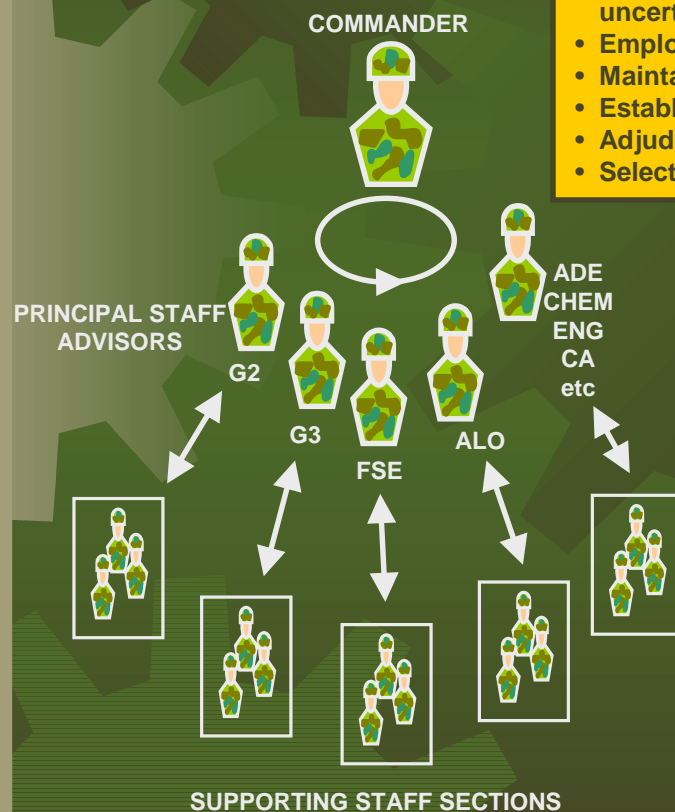 COMMANDER
• Emplo
• Mainta
• Establ
• Adjud
• Select
PRINCIPAL STAFF
ADVISORS
G2
G3
FSE
ALO
ADE
CHEM
ENG
CA
etc
SUPPORTING STAFF SECTIONS